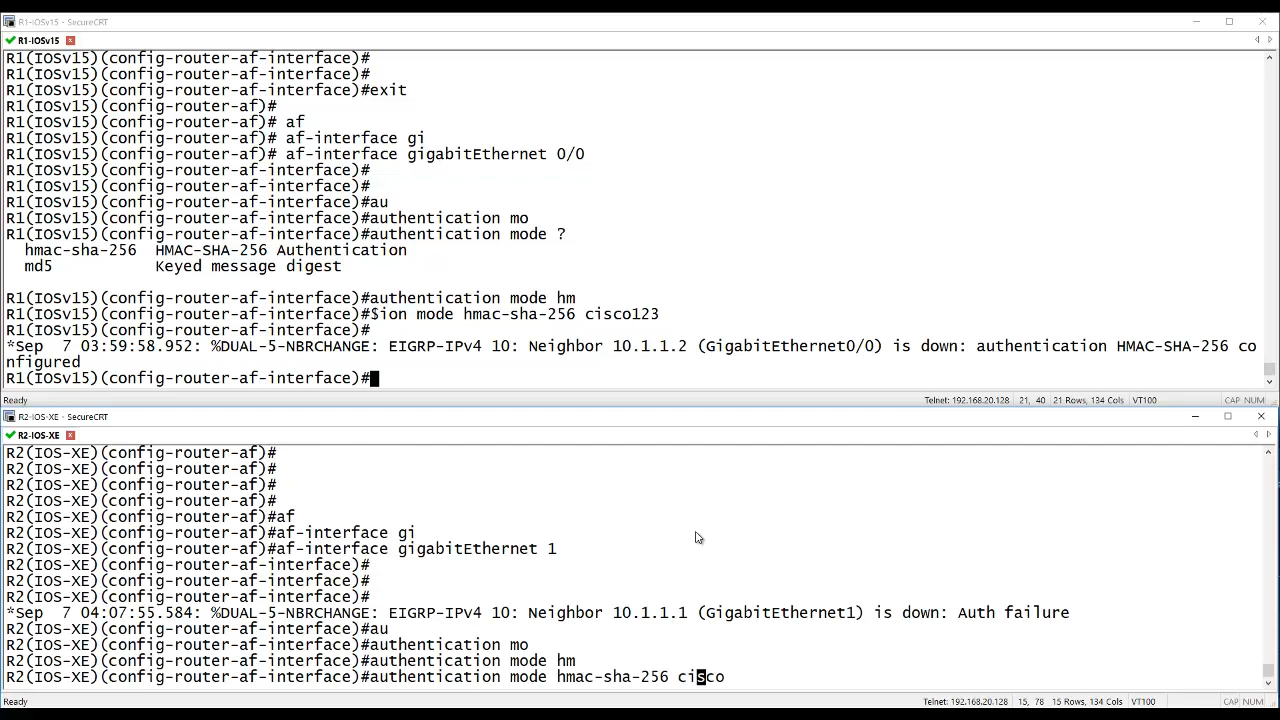 R1-IOSv15 - SecureCRT
R1-IOSv15
R1(IOSv15)(config-router-af-interface)#
R1(IOSv15)(config-router-af-interface)#
R1(IOSv15)(config-router-af-interface)#exit
R1(IOSv15)(config-router-af)#
R1(IOSv15)(config-router-af)# af
R1(IOSv15)(config-router-af)# af-interface gi
R1(IOSv15)(config-router-af)# af-interface gigabitEthernet 0/0
R1(IOSv15)(config-router-af-interface)#
R1(IOSv15)(config-router-af-interface)#
R1(IOSv15)(config-router-af-interface)#au
R1(IOSv15)(config-router-af-interface)#authentication mo
R1(IOSv15)(config-router-af-interface)#authentication mode ?
hmac-sha-256  HMAC-SHA-256 Authentication
md5           Keyed message digest
R1(IOSv15)(config-router-af-interface)#authentication mode hm
R1(IOSv15)(config-router-af-interface)#$ion mode hmac-sha-256 cisco123
R1(IOSv15)(config-router-af-interface)#
*Sep  7 03:59:58.952: %DUAL-5-NBRCHANGE: EIGRP-IPv4 10: Neighbor 10.1.1.2 (GigabitEthernet0/0) is down: authentication HMAC-SHA-256 co
nfigured
R1(IOSv15)(config-router-af-interface)#
Ready Telnet: 192.168.20.128 21, 40 21 Rows, 134 Cols VT100 CAP NUM
R2-IOS-XE - SecureCRT
R2-IOS-XE
R2(IOS-XE)(config-router-af)#
R2(IOS-XE)(config-router-af)#
R2(IOS-XE)(config-router-af)#
R2(IOS-XE)(config-router-af)#
R2(IOS-XE)(config-router-af)#af
R2(IOS-XE)(config-router-af)#af-interface gi
R2(IOS-XE)(config-router-af)#af-interface gigabitEthernet 1
R2(IOS-XE)(config-router-af-interface)#
R2(IOS-XE)(config-router-af-interface)#
R2(IOS-XE)(config-router-af-interface)#
*Sep  7 04:07:55.584: %DUAL-5-NBRCHANGE: EIGRP-IPv4 10: Neighbor 10.1.1.1 (GigabitEthernet1) is down: Auth failure
R2(IOS-XE)(config-router-af-interface)#au
R2(IOS-XE)(config-router-af-interface)#authentication mo
R2(IOS-XE)(config-router-af-interface)#authentication mode hm
R2(IOS-XE)(config-router-af-interface)#authentication mode hmac-sha-256 cisco
Ready Telnet: 192.168.20.128 15, 78 15 Rows, 134 Cols VT100 CAP NUM